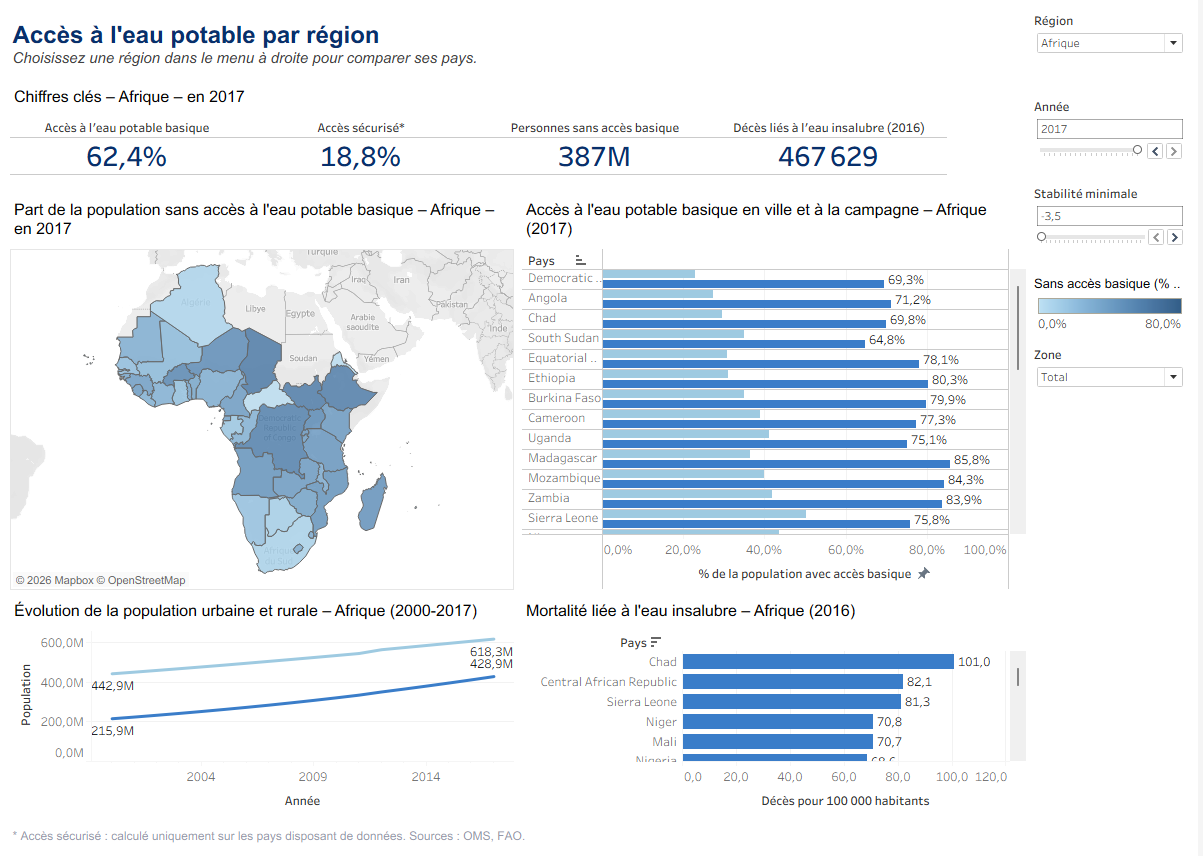 Accès à l'eau potable par région
Choisissez une région dans le menu à droite pour comparer ses pays.
Chiffres clés – Afrique – en 2017
Accès à l’eau potable basique
62,4%
Accès sécurisé*
18,8%
Personnes sans accès basique
387M
Décès liés à l’eau insalubre (2016)
467 629
Région
Afrique
Année
2017
Stabilité minimale
-3,5
Sans accès basique (% ..
0,0%
80,0%
Zone
Total
Part de la population sans accès à l'eau potable basique – Afrique –
en 2017
Turquie
Iraq
Iran
Pakistan
Algérie
Libye
Egypte
Arabie
saoudite
Inde
Soudan
Yémen
Democratic
Republic
of Congo
Afrique
© 2026 Mapbox © OpenStreetMap
Accès à l'eau potable basique en ville et à la campagne – Afrique
(2017)
Pays
Democratic ..
69,3%
Angola
71,2%
Chad
69,8%
South Sudan
64,8%
Equatorial ..
78,1%
Ethiopia
80,3%
Burkina Faso
79,9%
Cameroon
77,3%
Uganda
75,1%
Madagascar
85,8%
Mozambique
84,3%
Zambia
83,9%
Sierra Leone
75,8%
0,0%
20,0%
40,0%
60,0%
80,0%
100,0%
% de la population avec accès basique
Évolution de la population urbaine et rurale – Afrique (2000-2017)
Population
600,0M
400,0M
200,0M
0,0M
442,9M
215,9M
618,3M
428,9M
2004
2009
2014
Année
Mortalité liée à l'eau insalubre – Afrique (2016)
Pays
Chad
101,0
Central African Republic
82,1
Sierra Leone
81,3
Niger
70,8
Mali
70,7
Nigeria
68,6
0,0
20,0
40,0
60,0
80,0
100,0
120,0
Décès pour 100 000 habitants
* Accès sécurisé : calculé uniquement sur les pays disposant de données. Sources : OMS, FAO.